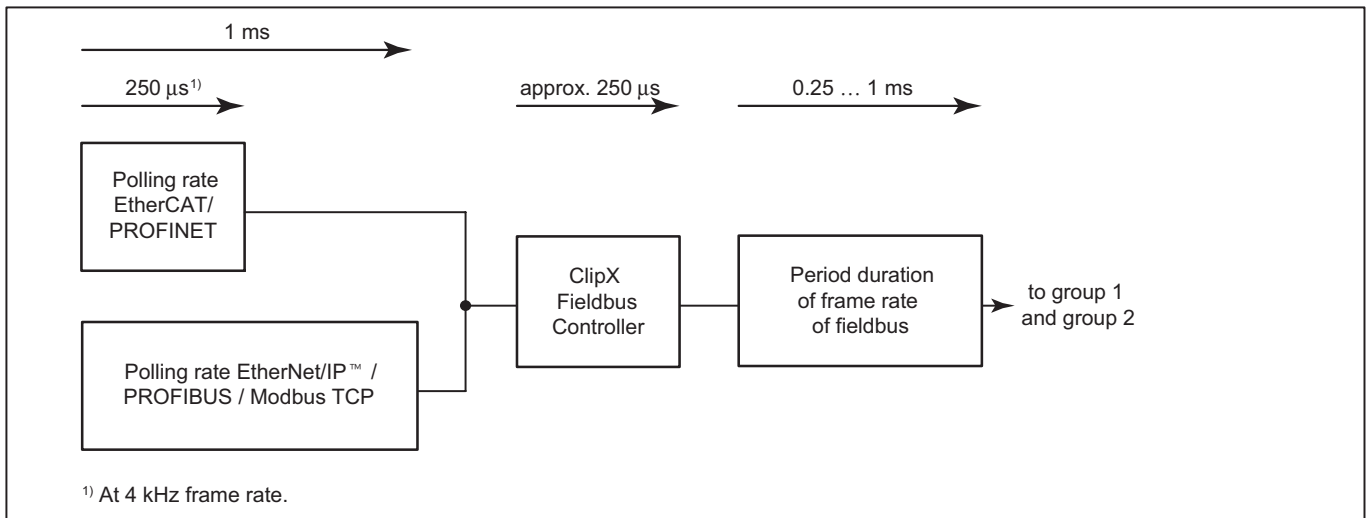 1 ms
250 μs1)
approx. 250 μs
0.25 … 1 ms
Polling rate
EtherCAT/
PROFINET
ClipX
Fieldbus
Controller
Period duration
of frame rate
of fieldbus
to group 1
and group 2
Polling rate EtherNet/IP™ /
PROFIBUS / Modbus TCP
1) At 4 kHz frame rate.